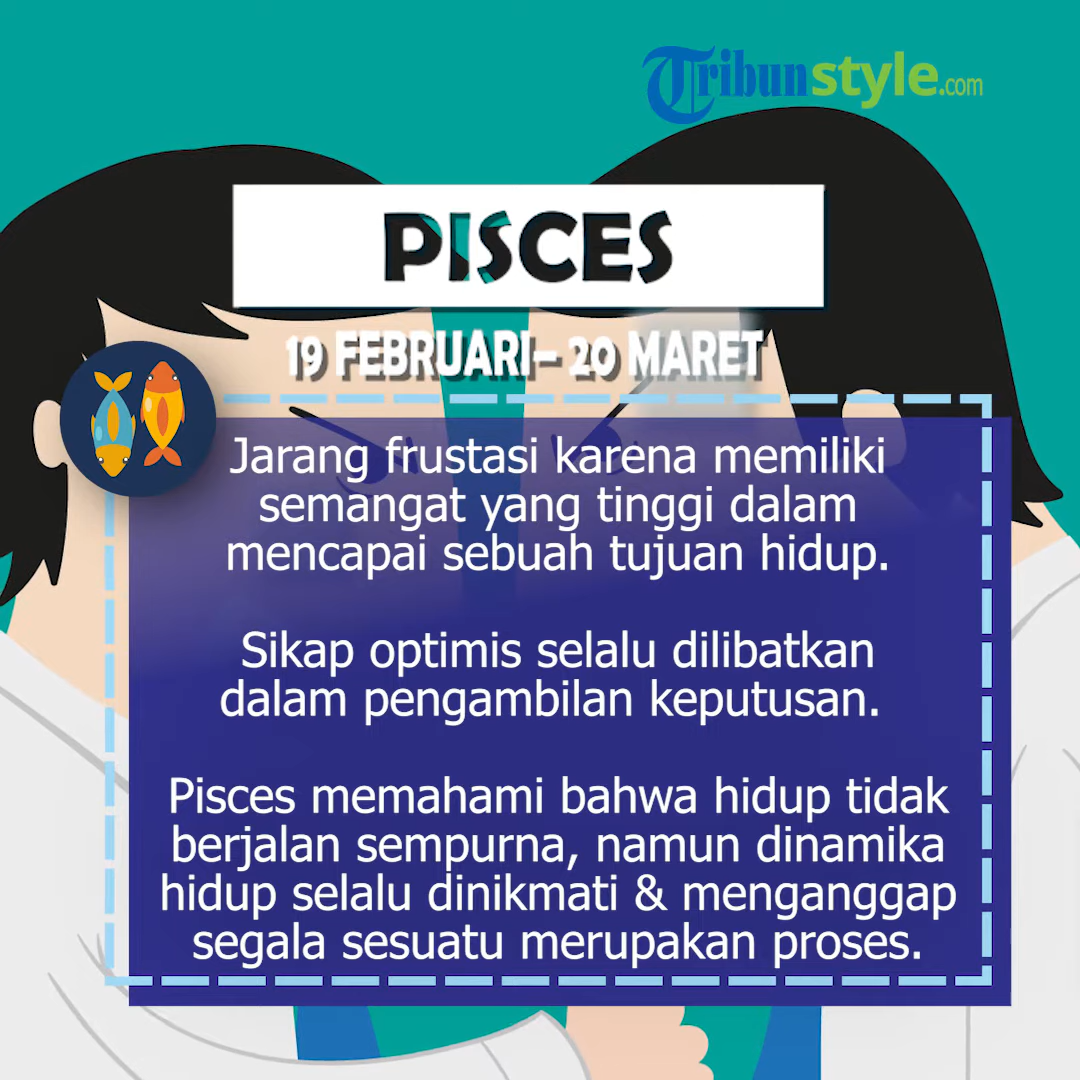 Tribunstyle.com
PISCES
19 FEBRUARI– 20 MARET
Jarang frustasi karena memiliki
semangat yang tinggi dalam
mencapai sebuah tujuan hidup.
Sikap optimis selalu dilibatkan
dalam pengambilan keputusan.
Pisces memahami bahwa hidup tidak
berjalan sempurna, namun dinamika
hidup selalu dinikmati & menganggap
segala sesuatu merupakan proses.